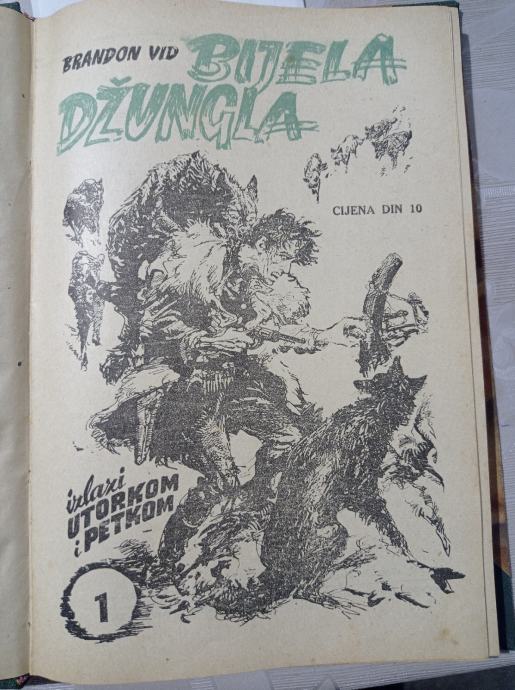 BRANDON VID BIJELA
DŽUNGLA
CIJENA DIN 10
izlazi
UTORKOM
i PETKOM
1